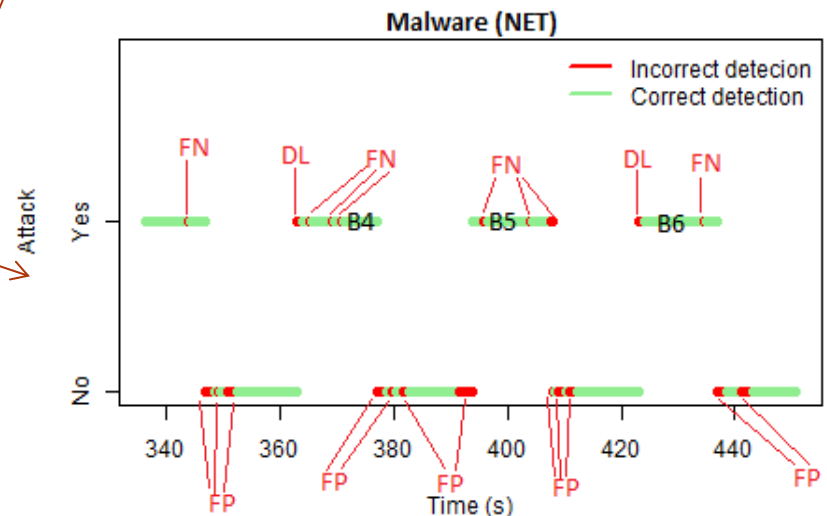 Malware (NET)
Incorrect detecion
Correct detection
FN
DL
FN
FN
DL
FN
Attack
Yes
B4
B5
B6
No
340
360
380
400
420
440
FP
FP
FP
FP
FP
Time (s)